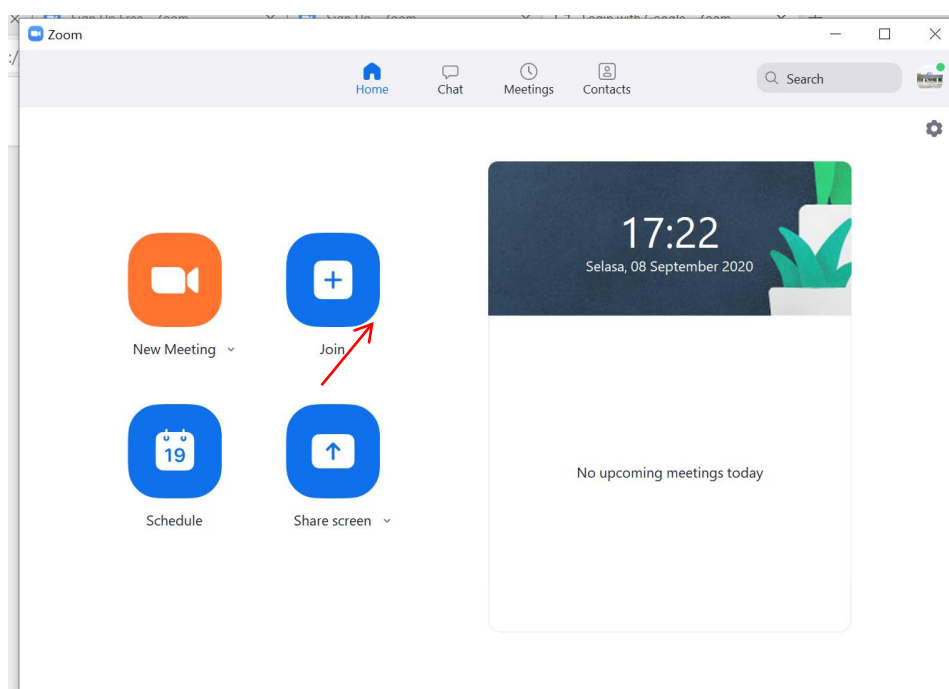 Zoom
Home
Chat
Meetings
Contacts
Search
17:22
Selasa, 08 September 2020
New Meeting
Join
19
Schedule
Share screen
No upcoming meetings today